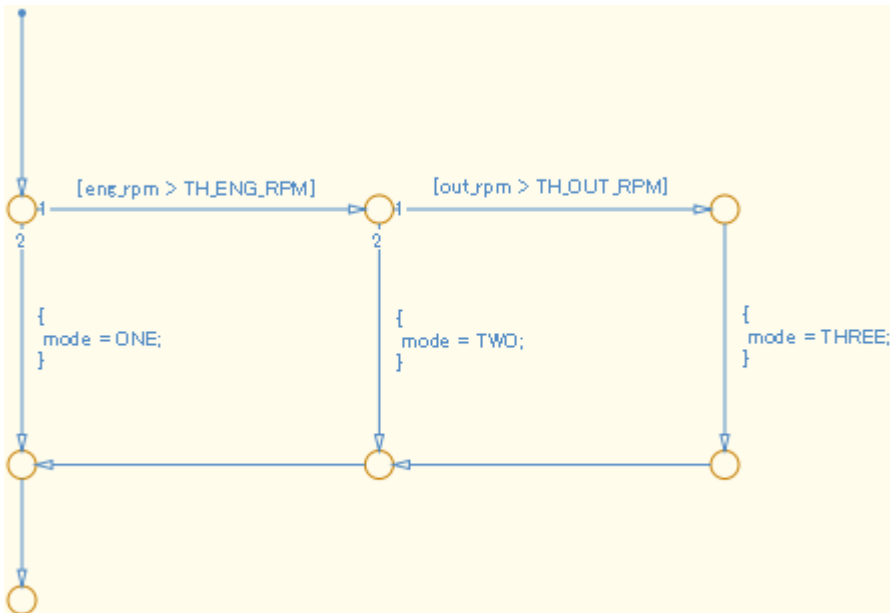 [eng_rpm > TH_ENG_RPM]
[out_rpm > TH_OUT_RPM]
1
1
2
2
{
mode = ONE;
}
{
mode = TWO;
}
{
mode = THREE;
}